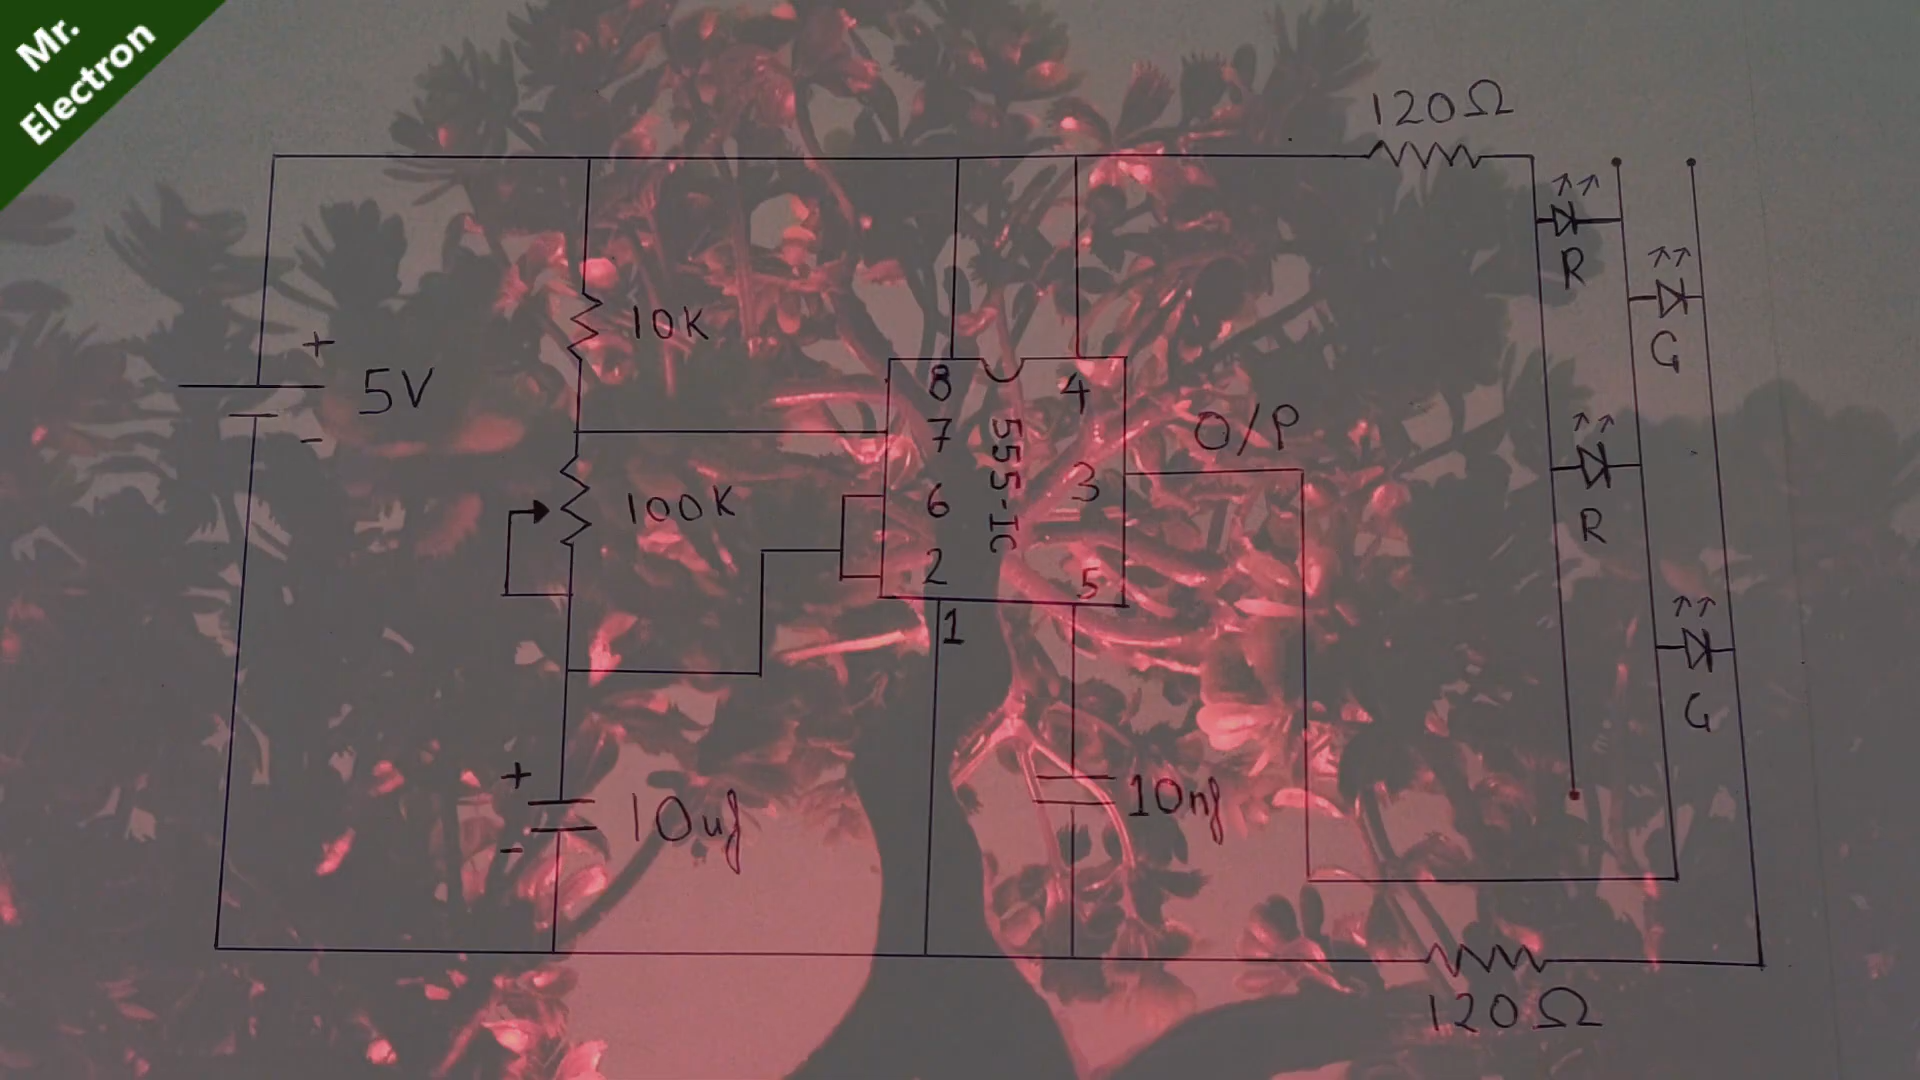 Mr.
Electron
120Ω
R
G
+
10K
5V
-
8
4
7
555-IC
O/P
6
3
100K
2
5
R
1
G
+
10uf
-
10nf
120Ω